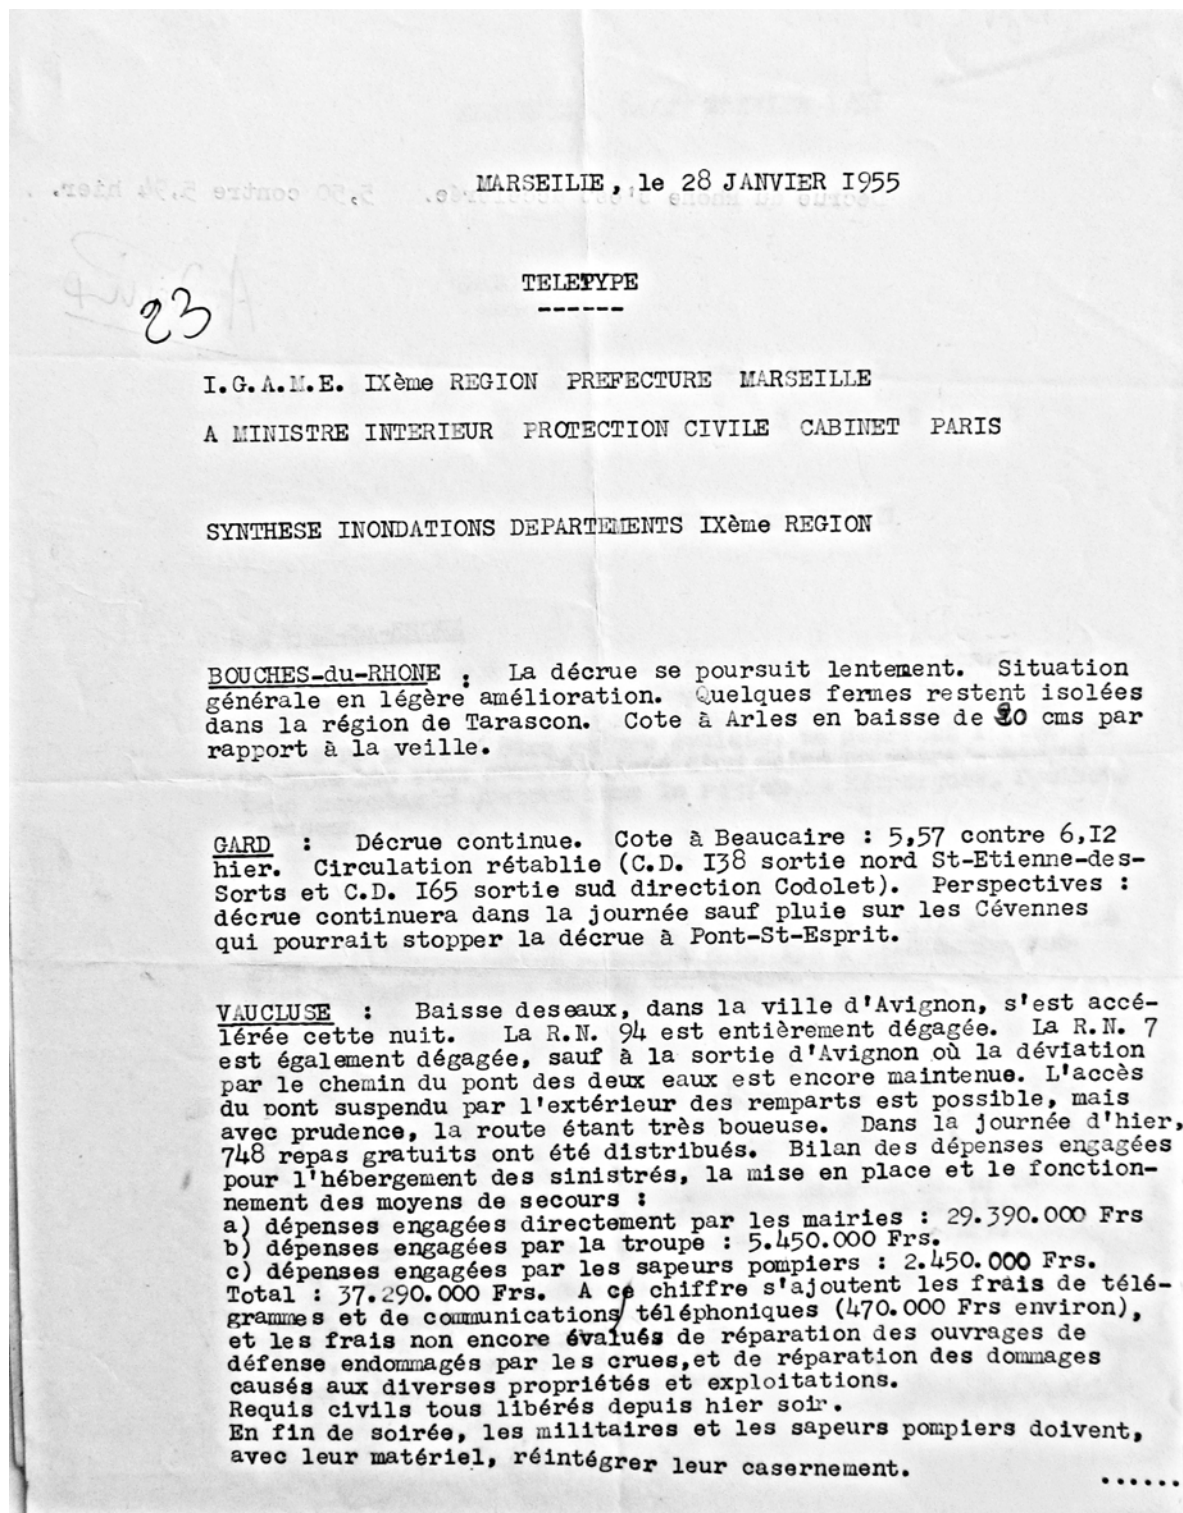 MARSEILIE, le 28 JANVIER I955
TELETYPE
------
23
I.G.A.M.E. IXème REGION PREFECTURE MARSEILLE
A MINISTRE INTERIEUR PROTECTION CIVILE CABINET PARIS
SYNTHESE INONDATIONS DEPARTEMENTS IXème REGION
BOUCHES-du-RHONE : La décrue se poursuit lentement. Situation
générale en légère amélioration. Quelques fermes restent isolées
dans la région de Tarascon. Cote à Arles en baisse de cms par
rapport à la veille.
GARD : Décrue continue. Cote à Beaucaire : 5,57 contre 6,I2
hier. Circulation rétablie (C.D. I38 sortie nord St-Etienne-des-
Sorts et C.D. I65 sortie sud direction Codolet). Perspectives :
décrue continuera dans la journée sauf pluie sur les Cévennes
qui pourrait stopper la décrue à Pont-St-Esprit.
VAUCLUSE : Baisse deseaux, dans la ville d'Avignon, s'est accé-
lérée cette nuit. La R.N. 94 est entièrement dégagée. La R.N. 7
est également dégagée, sauf à la sortie d'Avignon où la déviation
par le chemin du pont des deux eaux est encore maintenue. L'accès
du pont suspendu par l'extérieur des remparts est possible, mais
avec prudence, la route étant très boueuse. Dans la journée d'hier,
748 repas gratuits ont été distribués. Bilan des dépenses engagées
pour l'hébergement des sinistrés, la mise en place et le fonction-
nement des moyens de secours :
a) dépenses engagées directement par les mairies : 29.390.000 Frs
b) dépenses engagées par la troupe : 5.450.000 Frs.
c) dépenses engagées par les sapeurs pompiers : 2.450.000 Frs.
Total : 37.290.000 Frs. A ce chiffre s'ajoutent les frais de télé-
grammes et de communications téléphoniques (470.000 Frs environ),
et les frais non encore évalués de réparation des ouvrages de
défense endommagés par les crues,et de réparation des dommages
causés aux diverses propriétés et exploitations.
Requis civils tous libérés depuis hier soir.
En fin de soirée, les militaires et les sapeurs pompiers doivent,
avec leur matériel, réintégrer leur casernement.
......